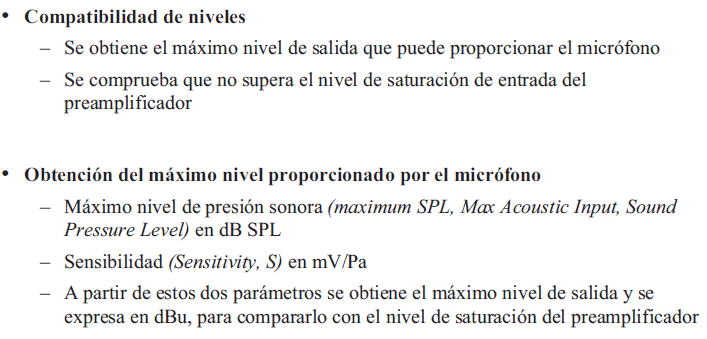 • Compatibilidad de niveles
– Se obtiene el máximo nivel de salida que puede proporcionar el micrófono
– Se comprueba que no supera el nivel de saturación de entrada del
preamplificador
• Obtención del máximo nivel proporcionado por el micrófono
– Máximo nivel de presión sonora (maximum SPL, Max Acoustic Input, Sound
Pressure Level) en dB SPL
– Sensibilidad (Sensitivity, S) en mV/Pa
– A partir de estos dos parámetros se obtiene el máximo nivel de salida y se
expresa en dBu, para compararlo con el nivel de saturación del preamplificador